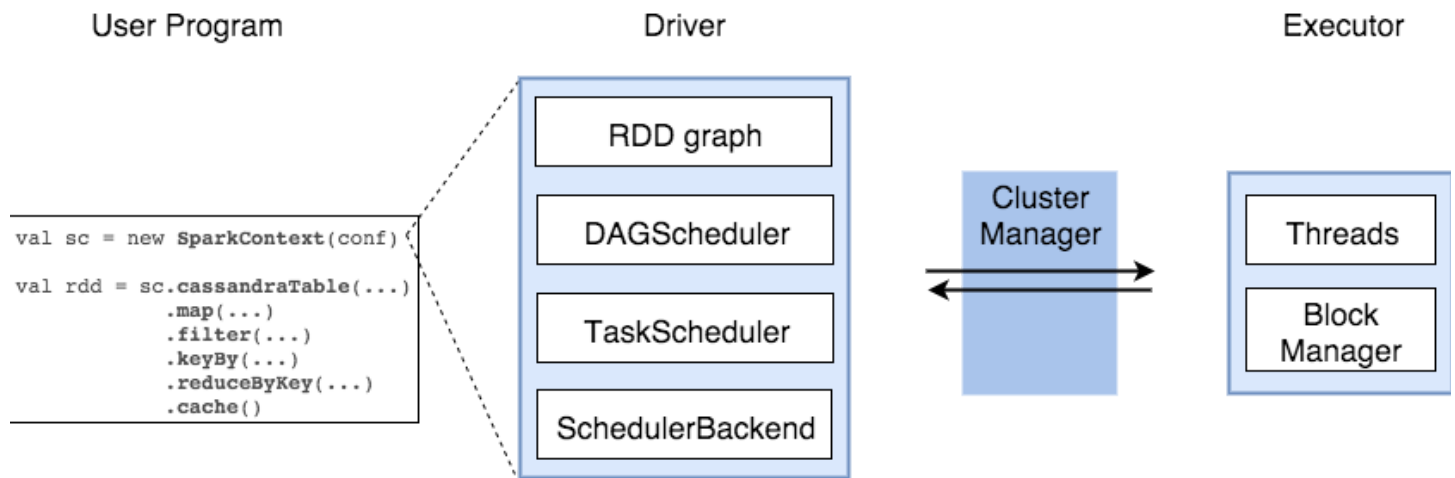 User Program
Driver
Executor
val sc = new SparkContext(conf)
val rdd = sc.cassandraTable(...)
.map(...)
.filter(...)
.keyBy(...)
.reduceByKey(...)
.cache()
RDD graph
DAGScheduler
TaskScheduler
SchedulerBackend
Cluster
Manager
Threads
Block
Manager